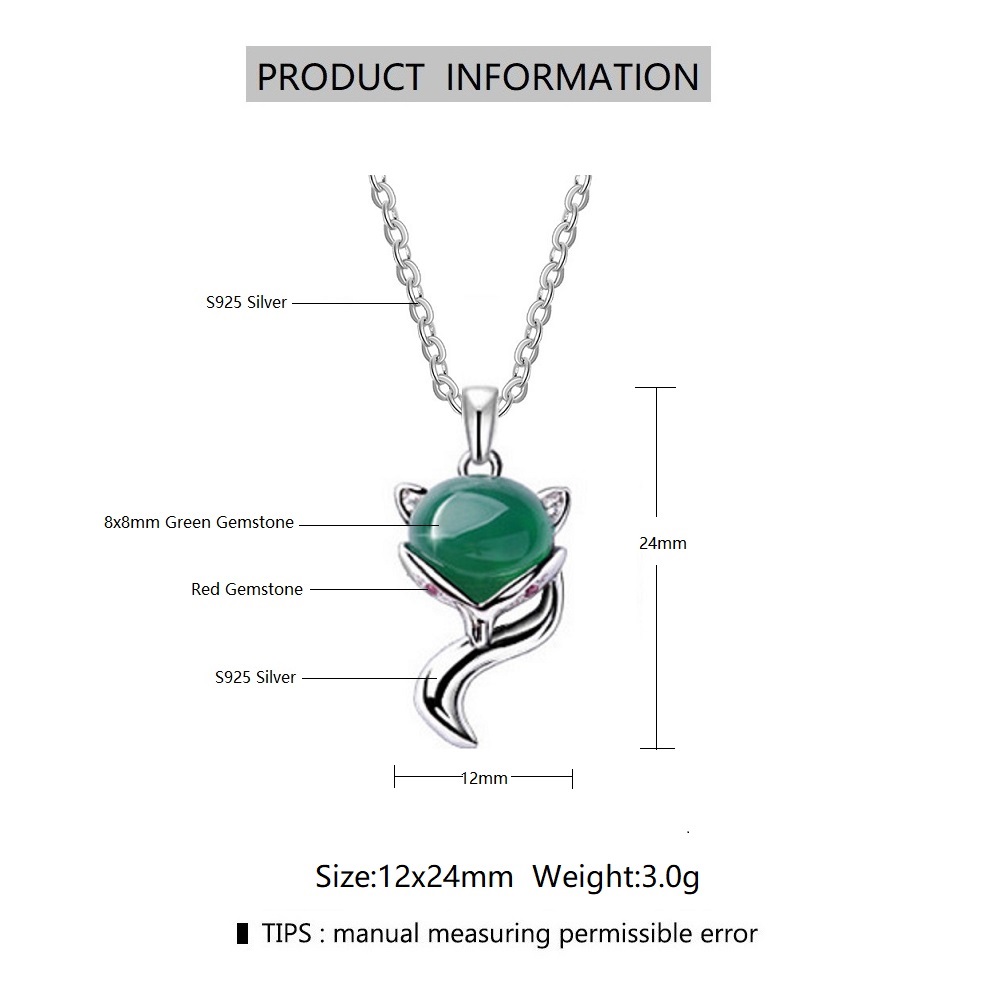 PRODUCT INFORMATION
S925 Silver
8x8mm Green Gemstone
24mm
Red Gemstone
S925 Silver
12mm
Size:12x24mm Weight:3.0g
TIPS : manual measuring permissible error